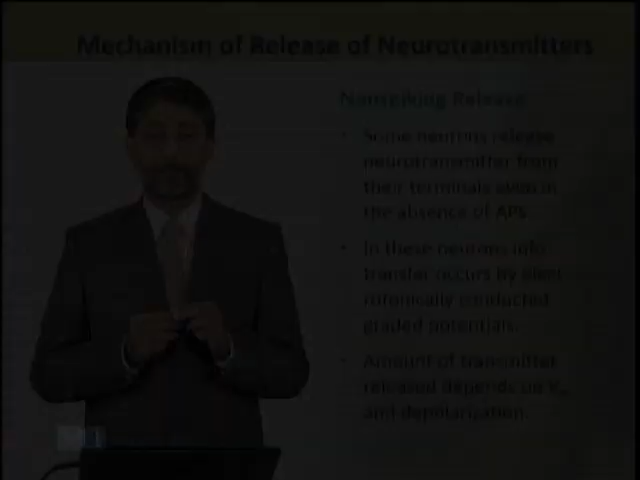 Mechanism of Release of Neurotransmitters
Nonspiking Release
• Some neurons release
neurotransmitter from
their terminals even in
the absence of APs.
• In these neurons info
transfer occurs by elect
rotonically conducted
graded potentials.
• Amount of transmitter
released depends on
and depolarization.